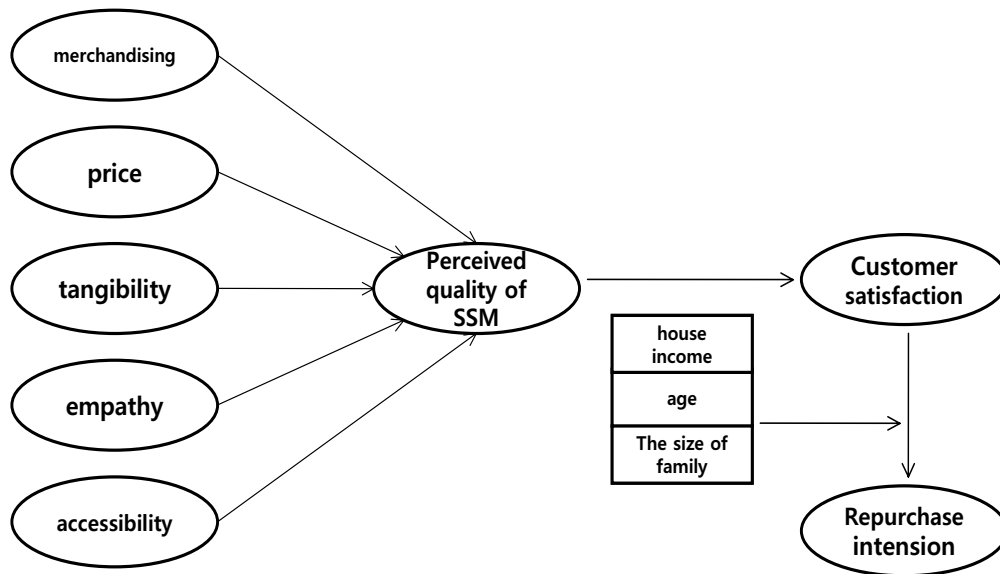 merchandising
price
tangibility
empathy
accessibility
Perceived
quality of
SSM
house
income
age
The size of
family
Customer
satisfaction
Repurchase
intension